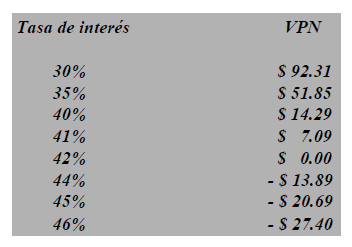 Tasa de interés VPN
30% $ 92.31
35% $ 51.85
40% $ 14.29
41% $ 7.09
42% $ 0.00
44% - $ 13.89
45% - $ 20.69
46% - $ 27.40